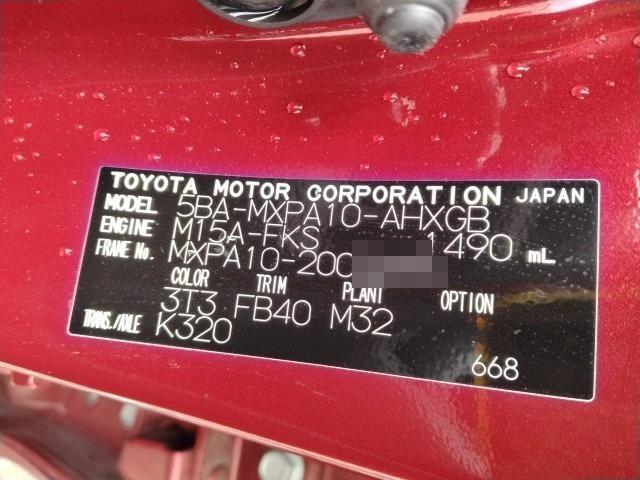 TOYOTA MOTOR CORPORATION JAPAN
MODEL 5BA-MXPA10-AHXGB
ENGINE M15A-FKS 1490 mL
FRAME No. MXPA10-200
COLOR TRIM PLANT OPTION
3T3 FB40 M32
TRANS./AXLE K320
668